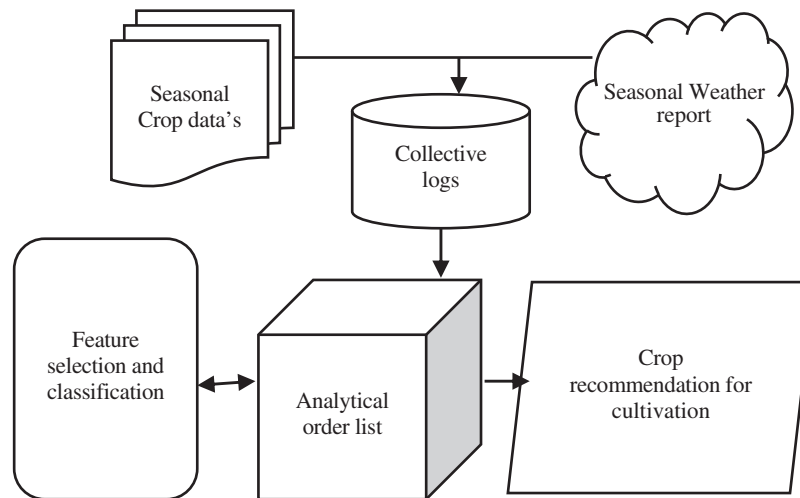 Seasonal
Crop data’s
Seasonal Weather
report
Collective
logs
Feature
selection and
classification
Analytical
order list
Crop
recommendation for
cultivation